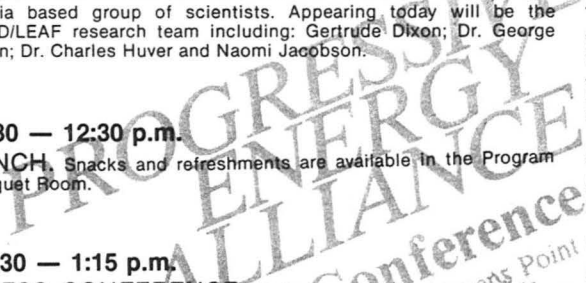 ia based group of scientists. Appearing today will be the
D/LEAF research team including: Gertrude Dixon; Dr. George
n; Dr. Charles Huver and Naomi Jacobson.
PROGRESSIVE
ENERGY
ALLIANCE
Conference
ens Point
30 — 12:30 p.m.
NCH. Snacks and refreshments are available in the Program
quet Room.
30 — 1:15 p.m.